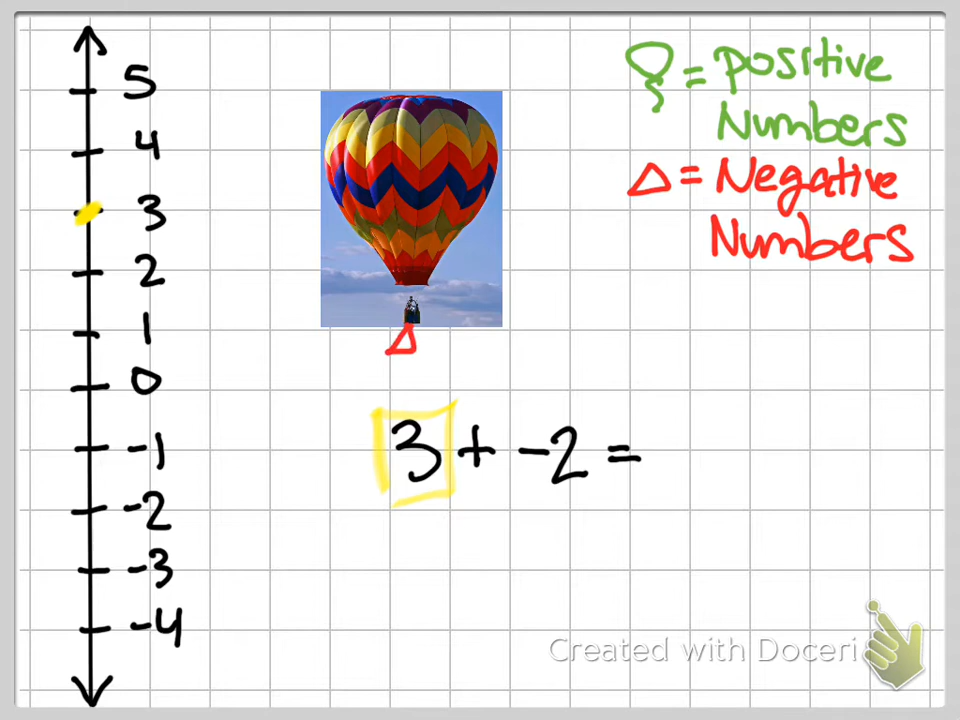 5
4
3
2
1
0
-1
-2
-3
-4
= Positive
Numbers
Δ = Negative
Numbers
Δ
3 + -2 =
Created with Doceri